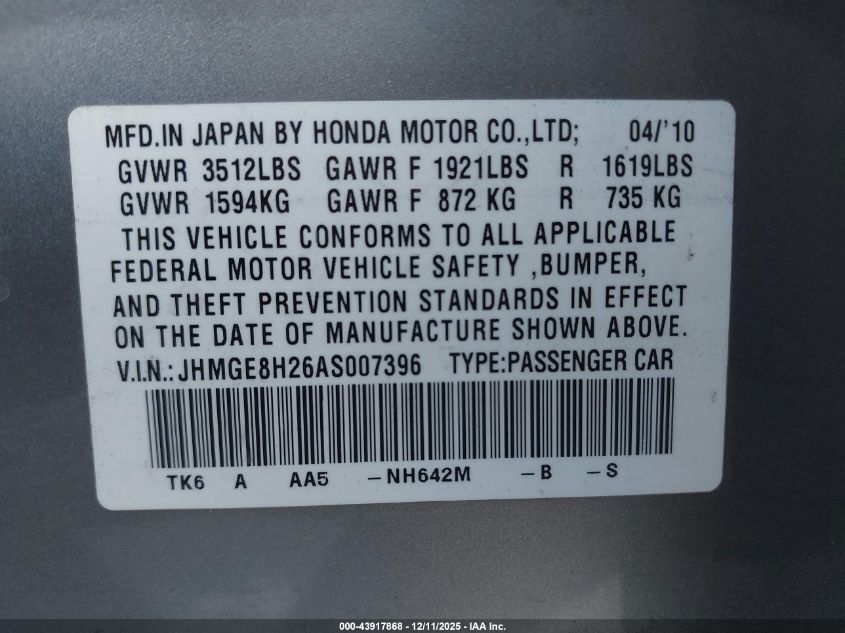 MFD.IN JAPAN BY HONDA MOTOR CO.,LTD; 04/'10
GVWR 3512LBS GAWR F 1921LBS R 1619LBS
GVWR 1594KG GAWR F 872 KG R 735 KG
THIS VEHICLE CONFORMS TO ALL APPLICABLE
FEDERAL MOTOR VEHICLE SAFETY ,BUMPER,
AND THEFT PREVENTION STANDARDS IN EFFECT
ON THE DATE OF MANUFACTURE SHOWN ABOVE.
V.I.N.: JHMGE8H26AS007396 TYPE:PASSENGER CAR
TK6 A AA5 -NH642M -B -S
000-43917868 - 12/11/2025 - IAA Inc.